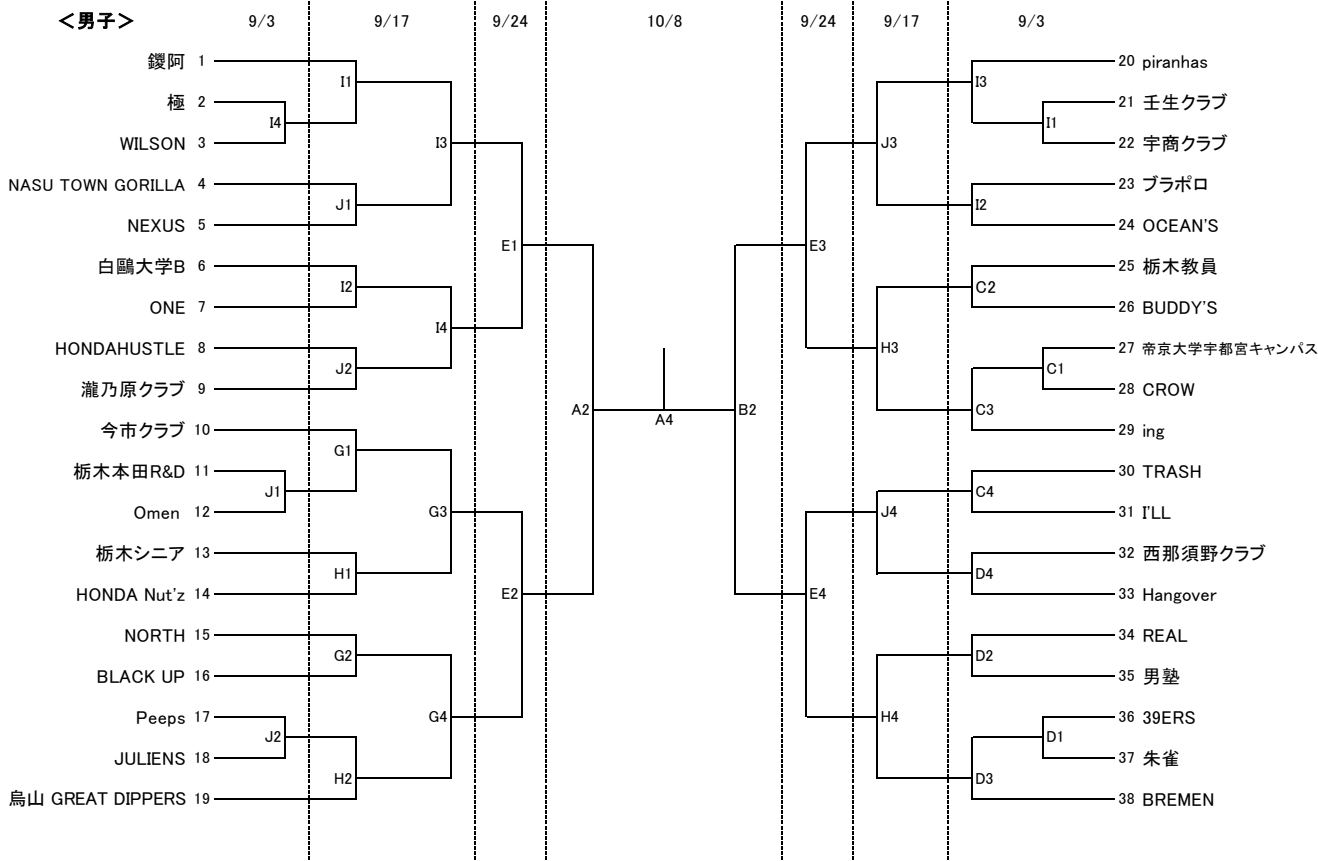 ＜男子＞ 9/3 9/17 9/24 10/8 9/24 9/17 9/3
鑁阿 1
I1
極 2
I4
WILSON 3
I3
NASU TOWN GORILLA 4
J1
NEXUS 5
E1
白鷗大学B 6
I2
ONE 7
I4
HONDAHUSTLE 8
J2
瀧乃原クラブ 9
A2
今市クラブ 10
G1
栃木本田R&D 11
J1
Omen 12
G3
栃木シニア 13
H1
HONDA Nut'z 14
E2
NORTH 15
G2
BLACK UP 16
Peeps 17
G4
J2
JULIENS 18
H2
烏山 GREAT DIPPERS 19
A4
20 piranhas
I3
21 壬生クラブ
I1
22 宇商クラブ
J3
23 ブラポロ
I2
24 OCEAN'S
E3
25 栃木教員
C2
26 BUDDY'S
27 帝京大学宇都宮キャンパス
H3
C1
28 CROW
C3
B2
29 ing
30 TRASH
C4
J4
31 I'LL
32 西那須野クラブ
D4
33 Hangover
E4
34 REAL
D2
35 男塾
36 39ERS
H4
D1
37 朱雀
D3
38 BREMEN